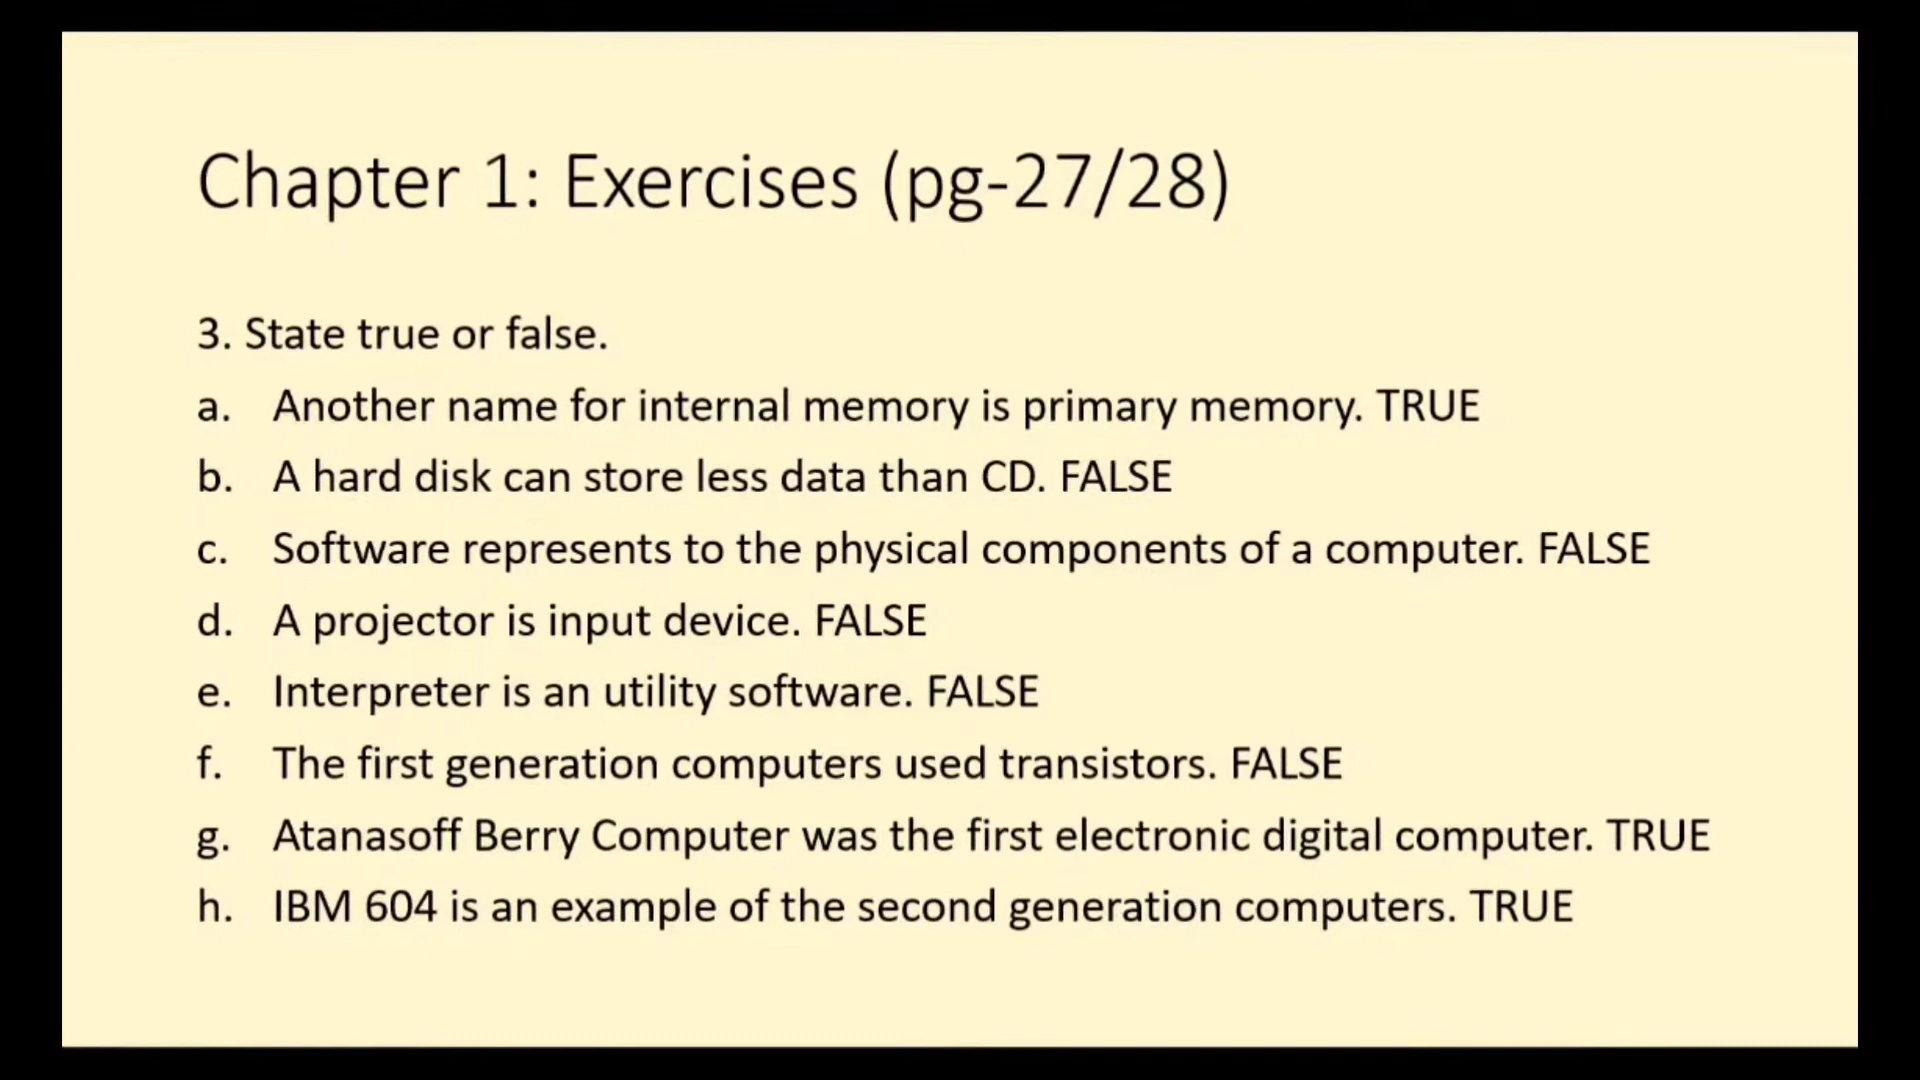 Chapter 1: Exercises (pg-27/28)
3. State true or false.
a. Another name for internal memory is primary memory. TRUE
b. A hard disk can store less data than CD. FALSE
c. Software represents to the physical components of a computer. FALSE
d. A projector is input device. FALSE
e. Interpreter is an utility software. FALSE
f. The first generation computers used transistors. FALSE
g. Atanasoff Berry Computer was the first electronic digital computer. TRUE
h. IBM 604 is an example of the second generation computers. TRUE